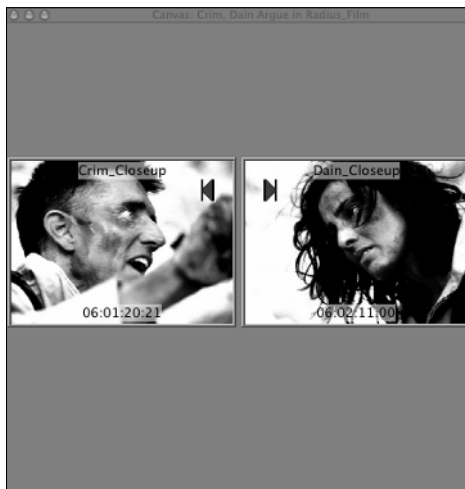 Canvas: Crim, Dain Argue in Radius_Film
Crim_Closeup
Dain_Closeup
06:01:20:21
06:02:11:00